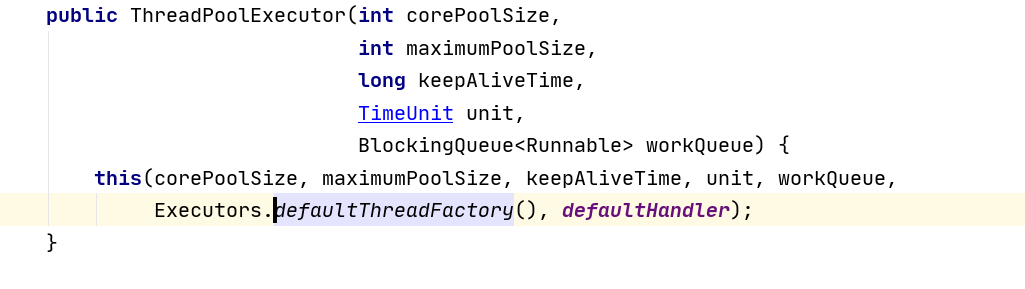 public ThreadPoolExecutor(int corePoolSize,
int maximumPoolSize,
long keepAliveTime,
TimeUnit unit,
BlockingQueue<Runnable> workQueue) {
this(corePoolSize, maximumPoolSize, keepAliveTime, unit, workQueue,
Executors.defaultThreadFactory(), defaultHandler);
}